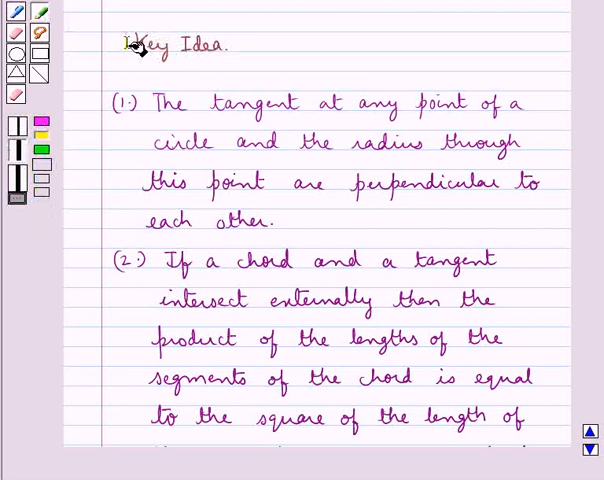 Key Idea.
(1.) The tangent at any point of a
circle and the radius through
this point are perpendicular to
each other.
(2.) If a chord and a tangent
intersect externally then the
product of the lengths of the
segments of the chord is equal
to the square of the length of